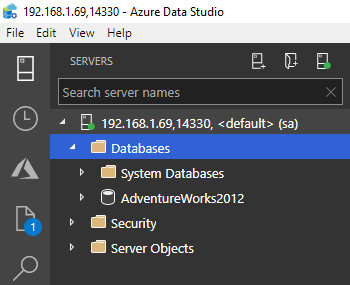 192.168.1.69,14330 - Azure Data Studio
File Edit View Help
SERVERS
Search server names
192.168.1.69,14330, <default> (sa)
Databases
System Databases
AdventureWorks2012
Security
Server Objects
1